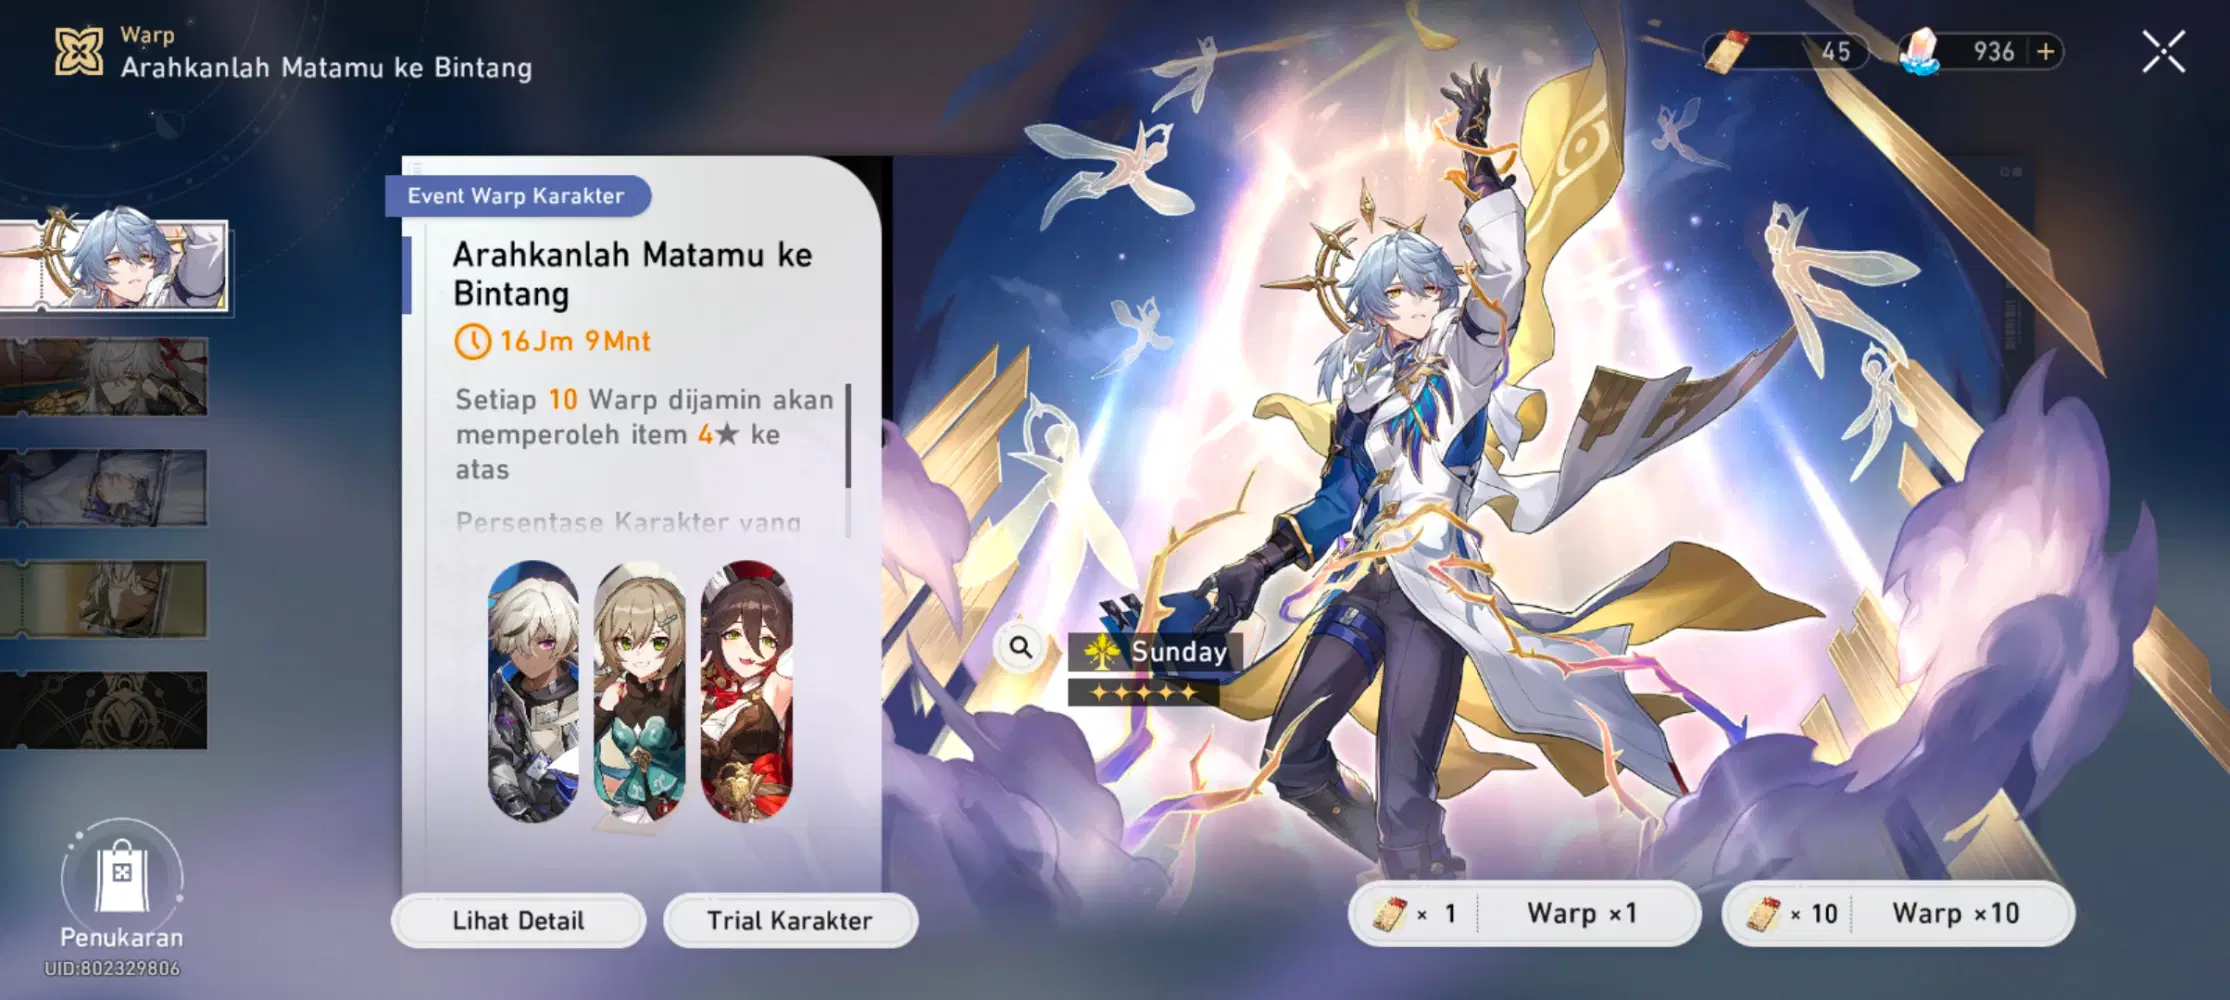 Warp
Arahkanlah Matamu ke Bintang
45
936
Event Warp Karakter
Arahkanlah Matamu ke
Bintang
16Jm 9Mnt
Setiap 10 Warp dijamin akan
memperoleh item 4★ ke
atas
Persentase Karakter yang
Sunday
Lihat Detail
Trial Karakter
× 1
Warp ×1
× 10
Warp ×10
Penukaran
UID:802329806